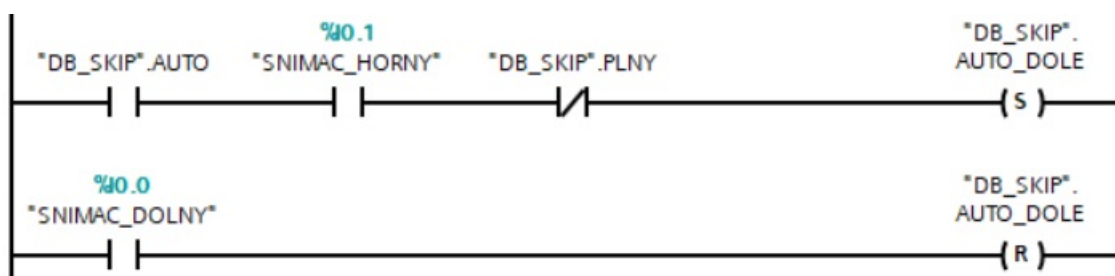 %I0.1 "DB_SKIP".
"DB_SKIP".AUTO "SNIMAC_HORNY" "DB_SKIP".PLNY AUTO_DOLE
S
%I0.0 "DB_SKIP".
"SNIMAC_DOLNY" AUTO_DOLE
R